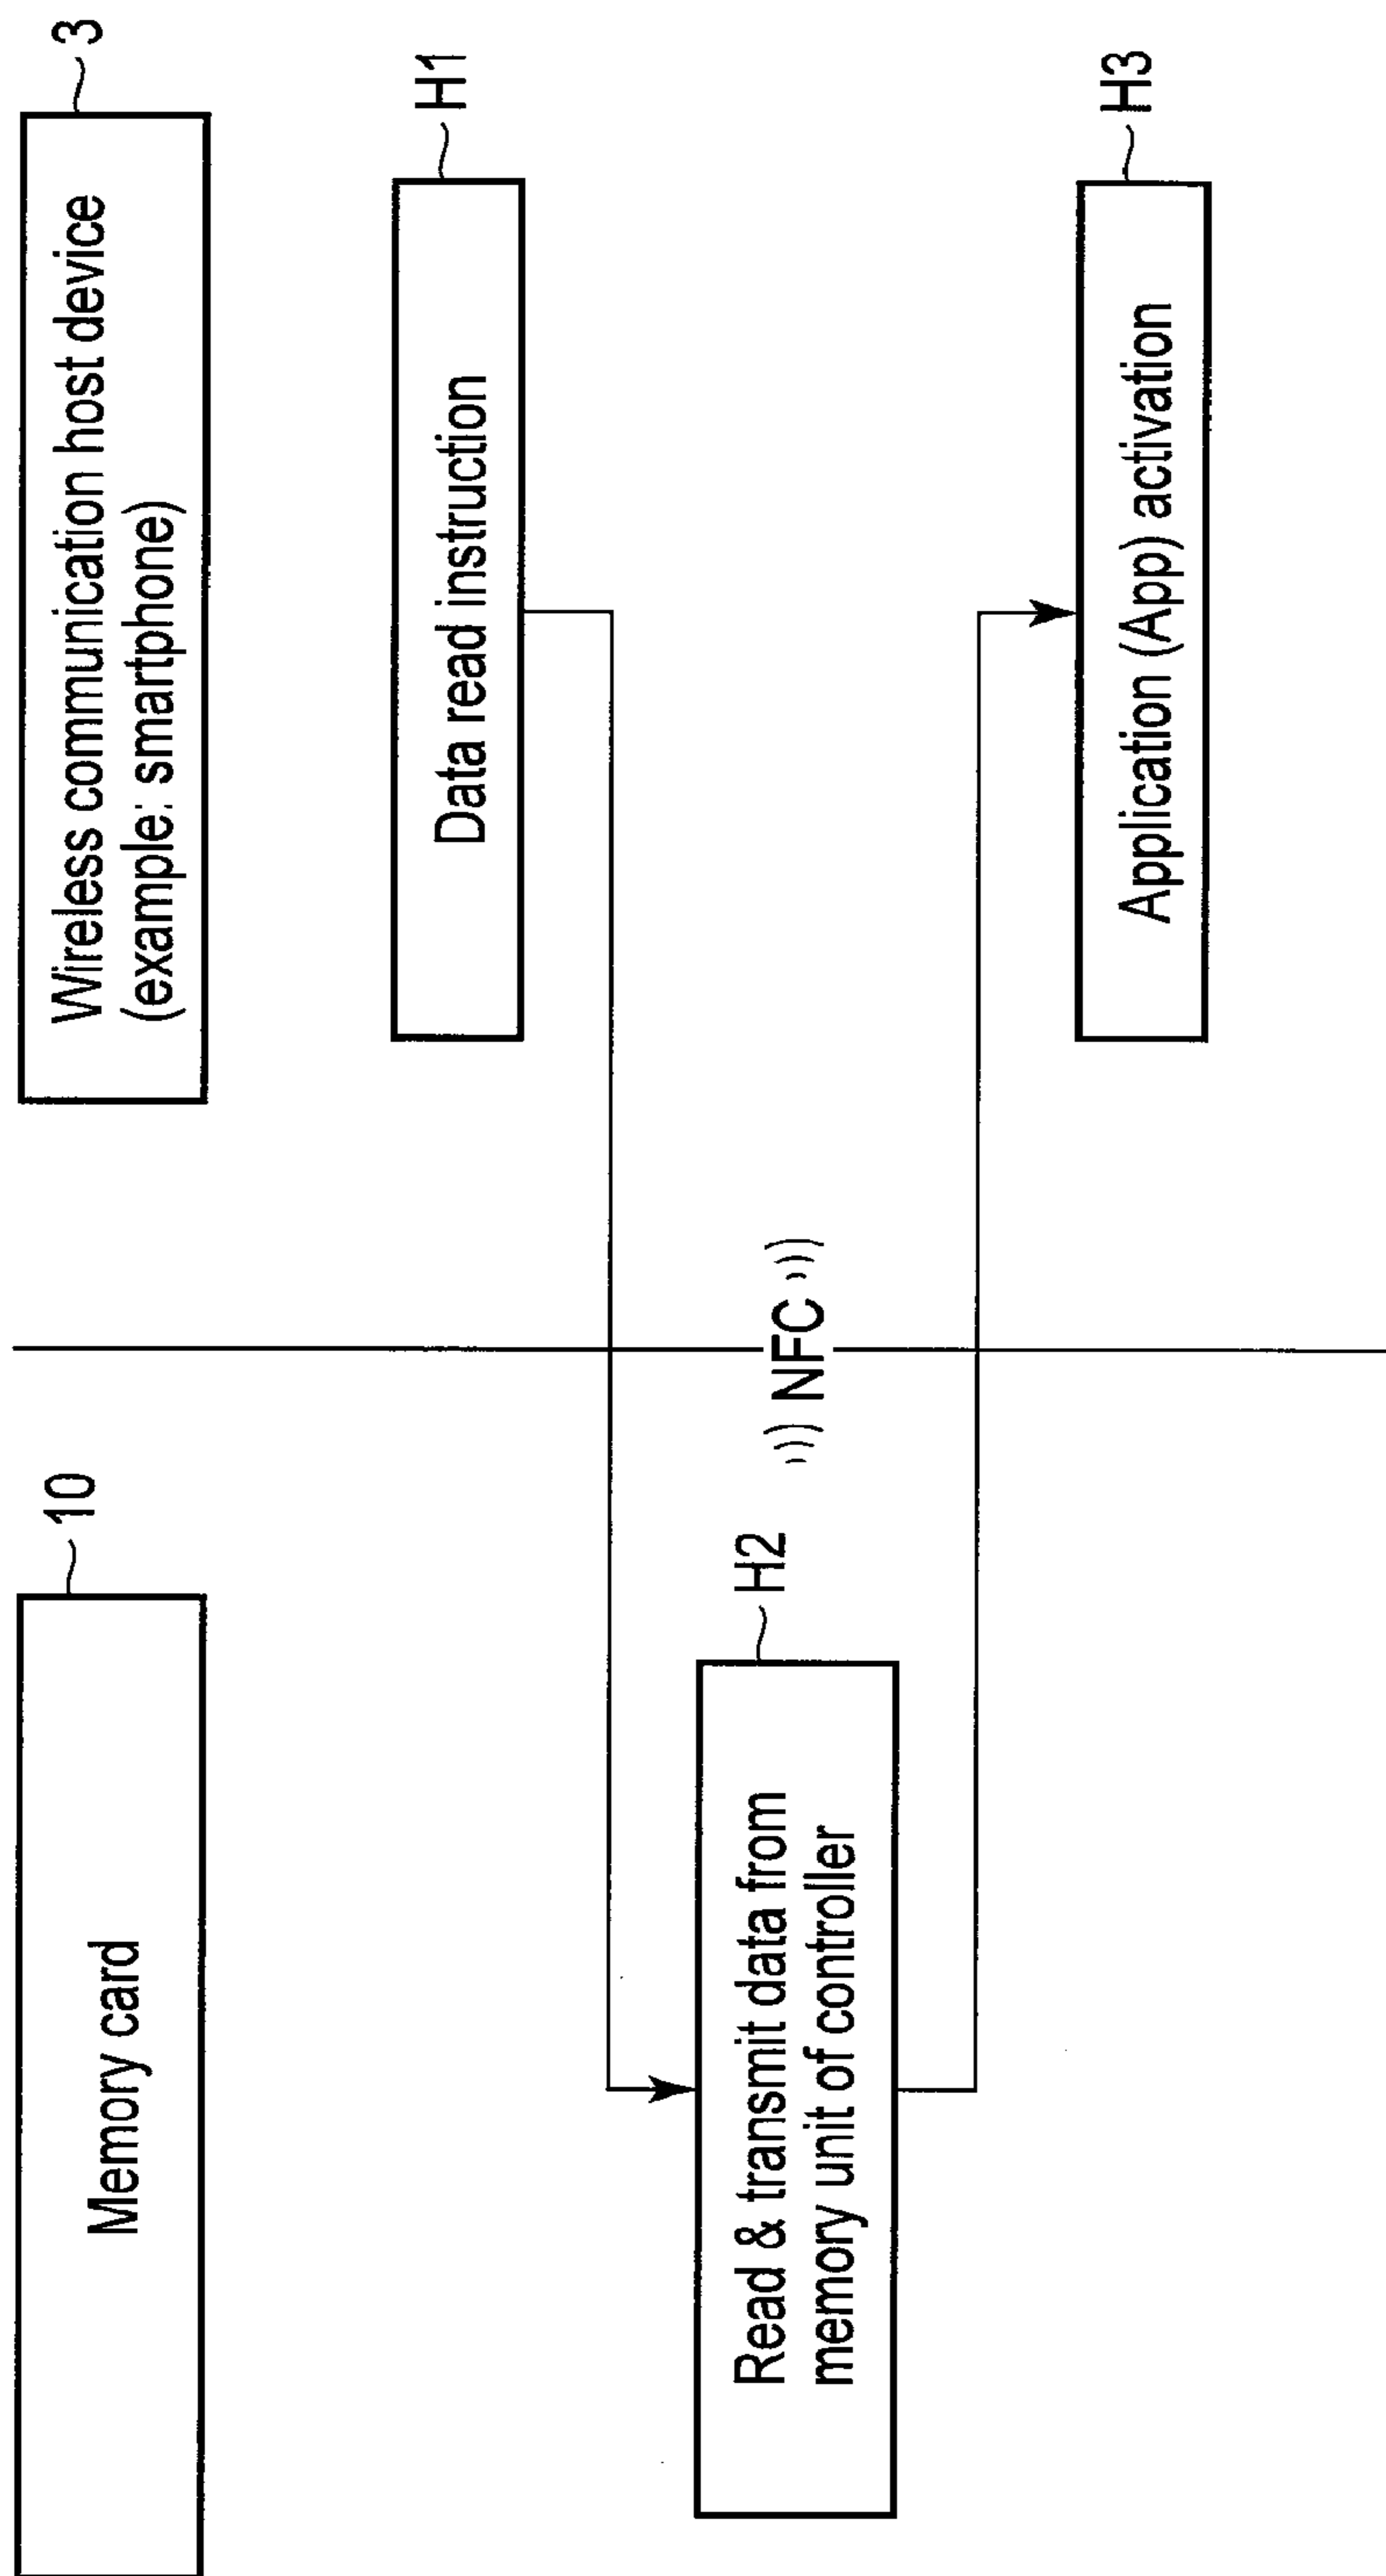 Memory card
10
Wireless communication host device
(example: smartphone)
3
Data read instruction
H1
Read & transmit data from
memory unit of controller
H2
NFC
Application (App) activation
H3